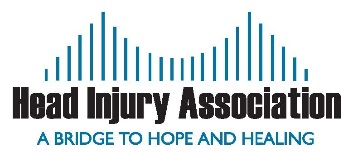 Head Injury Association
A BRIDGE TO HOPE AND HEALING